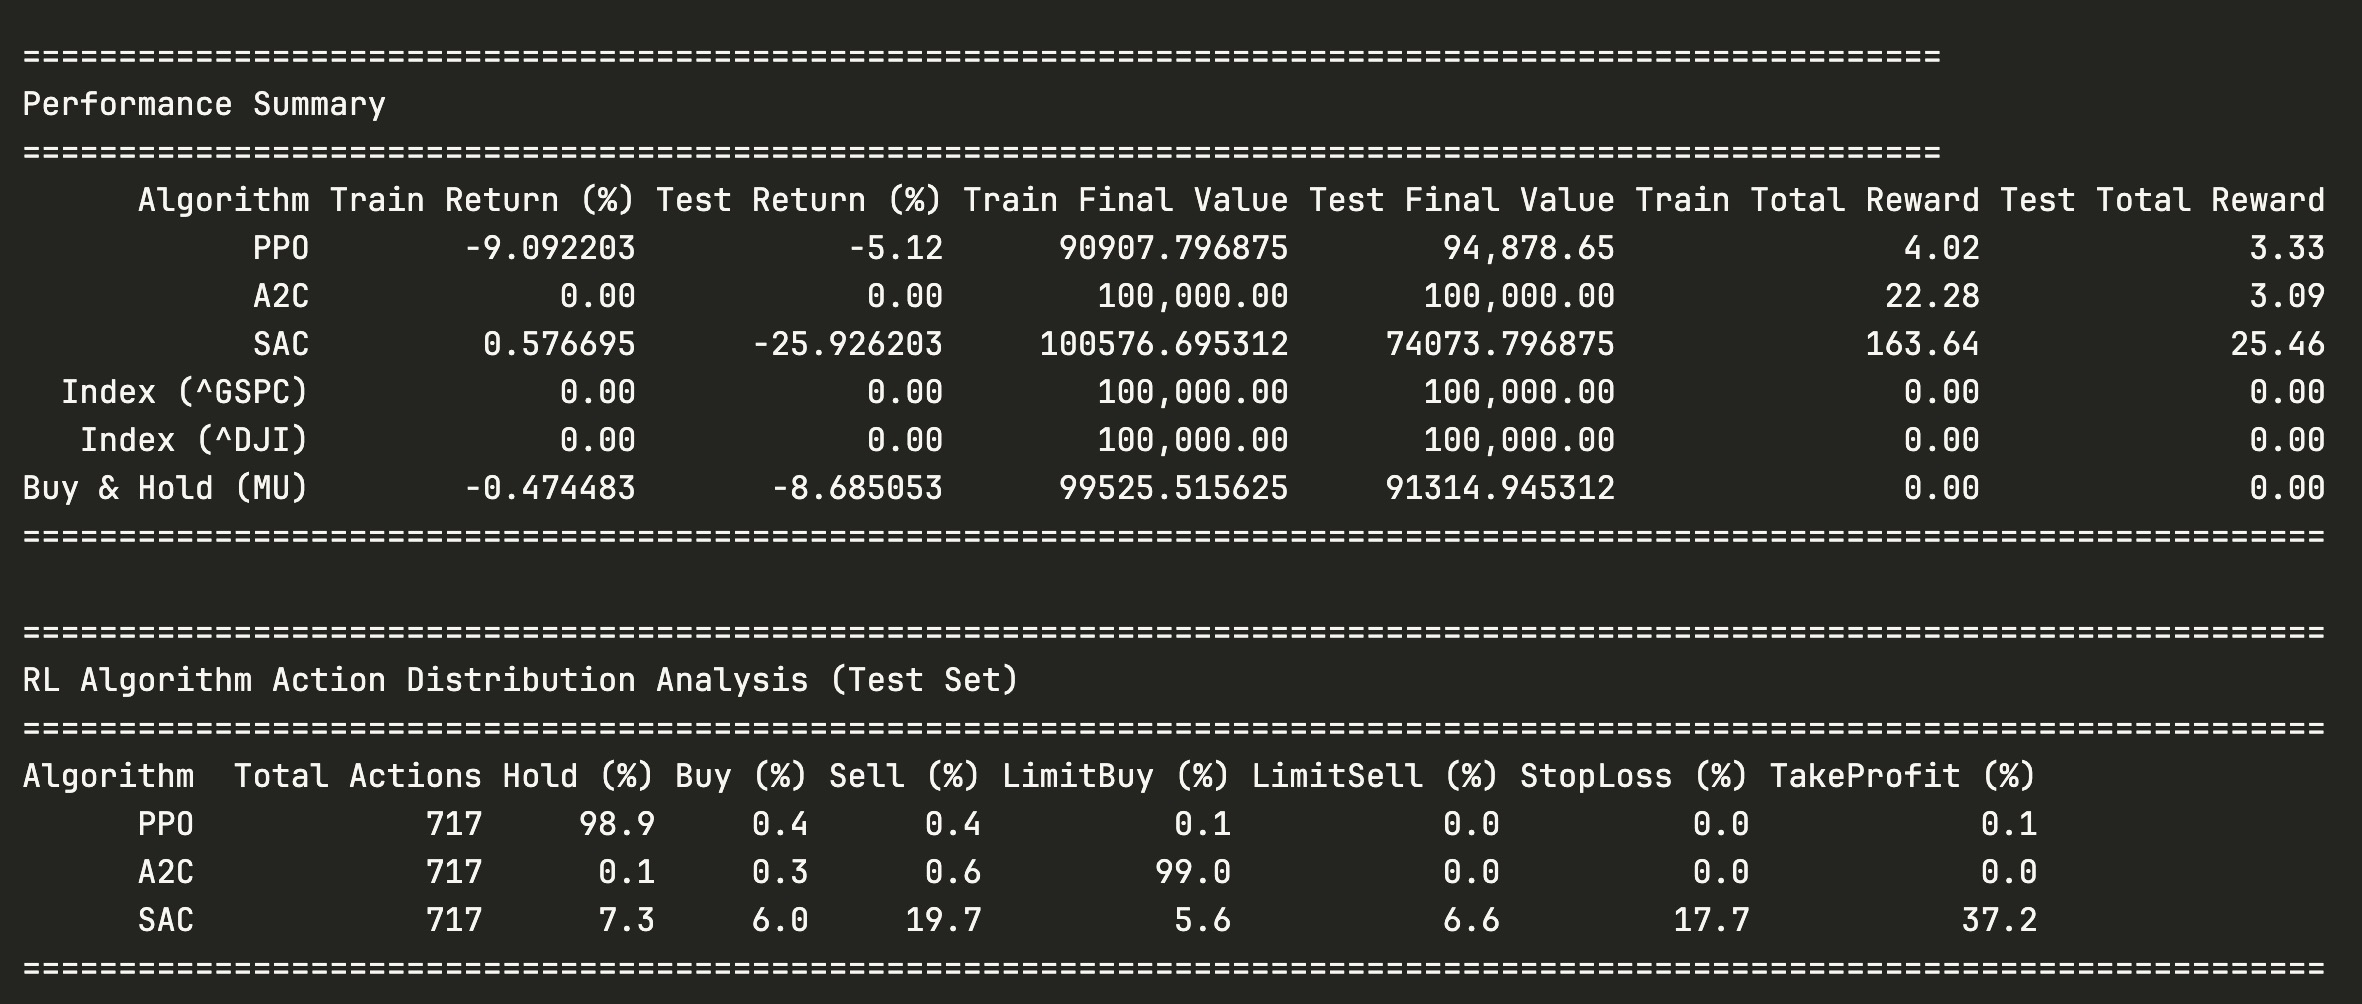 ====================================================================================================
Performance Summary
====================================================================================================
      Algorithm Train Return (%) Test Return (%) Train Final Value Test Final Value Train Total Reward Test Total Reward
            PPO        -9.092203           -5.12      90907.796875        94,878.65               4.02              3.33
            A2C             0.00            0.00        100,000.00       100,000.00              22.28              3.09
            SAC         0.576695      -25.926203     100576.695312     74073.796875             163.64             25.46
  Index (^GSPC)             0.00            0.00        100,000.00       100,000.00               0.00              0.00
   Index (^DJI)             0.00            0.00        100,000.00       100,000.00               0.00              0.00
Buy & Hold (MU)        -0.474483       -8.685053      99525.515625     91314.945312               0.00              0.00
========================================================================================================================

========================================================================================================================
RL Algorithm Action Distribution Analysis (Test Set)
========================================================================================================================
Algorithm  Total Actions Hold (%) Buy (%) Sell (%) LimitBuy (%) LimitSell (%) StopLoss (%) TakeProfit (%)
      PPO            717     98.9     0.4      0.4          0.1           0.0          0.0            0.1
      A2C            717      0.1     0.3      0.6         99.0           0.0          0.0            0.0
      SAC            717      7.3     6.0     19.7          5.6           6.6         17.7           37.2
========================================================================================================================